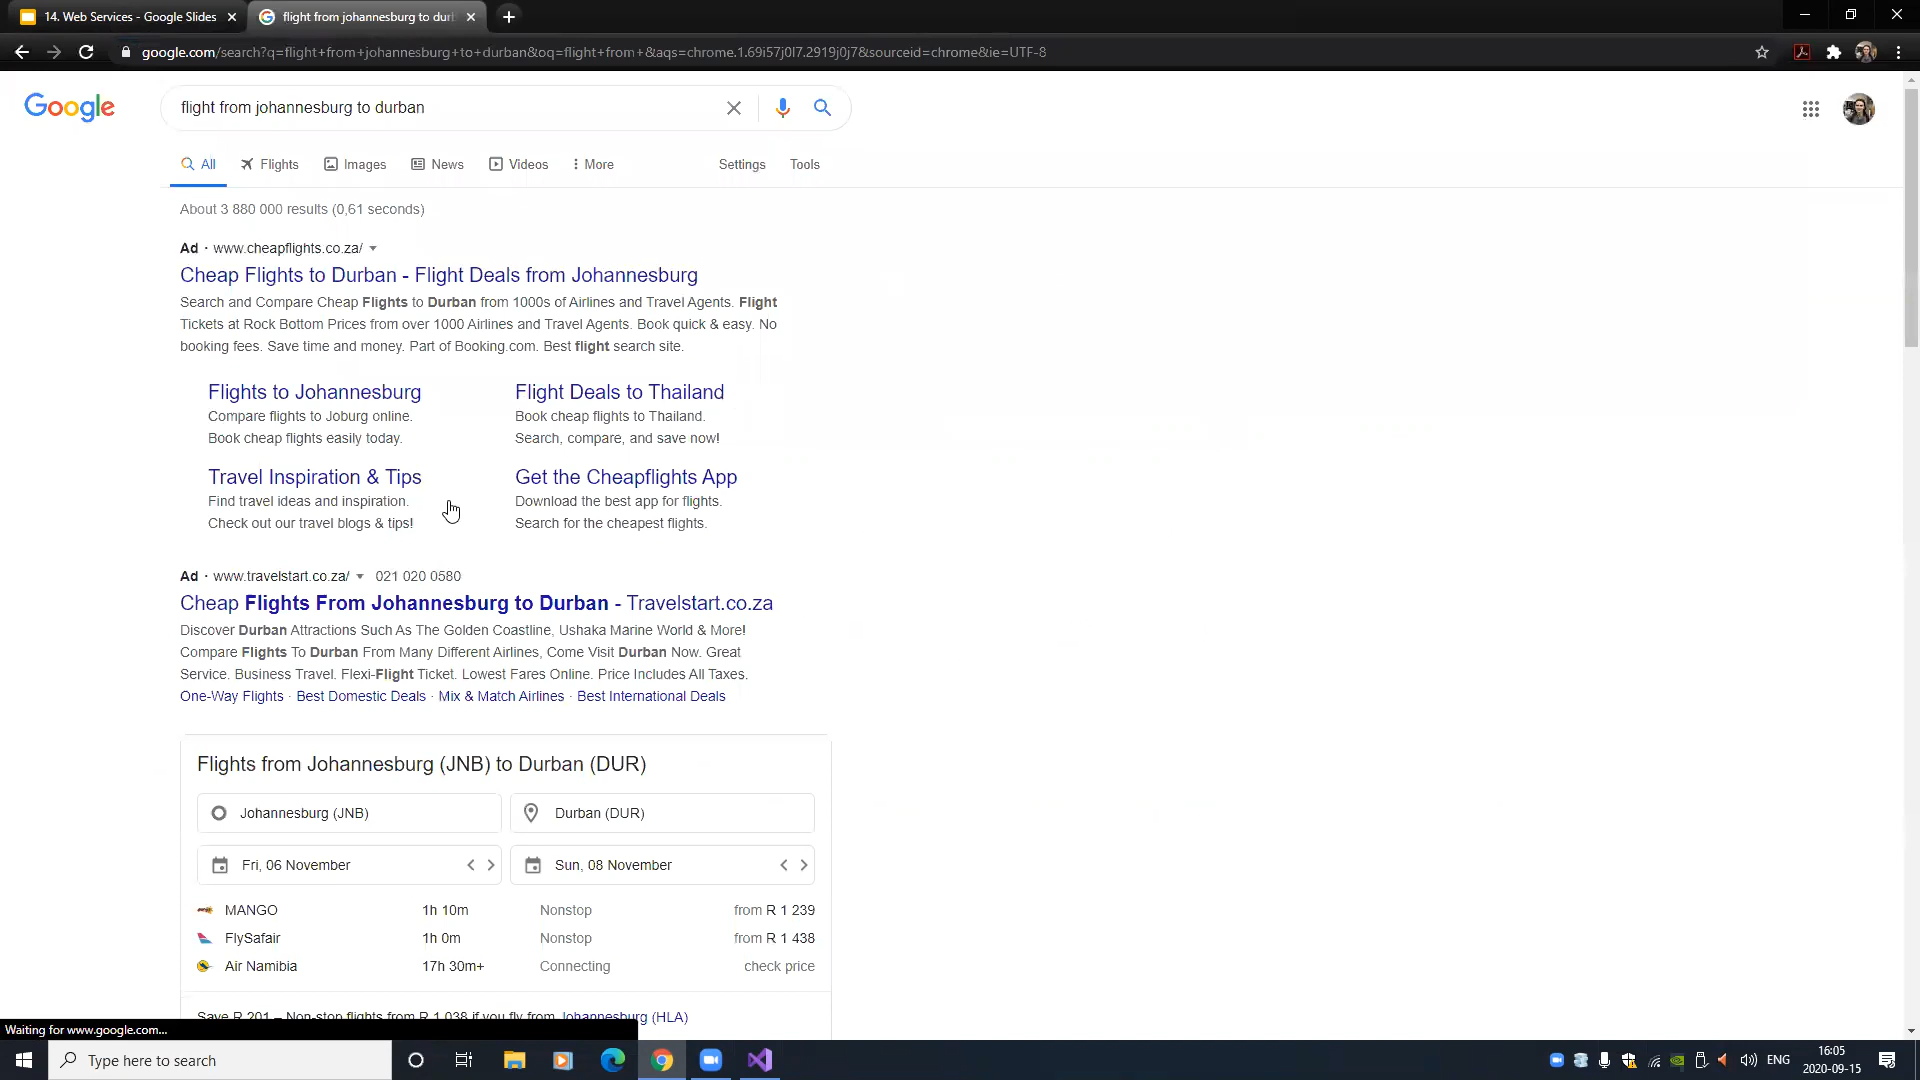 14. Web Services - Google Slides
flight from johannesburg to dur
google.com/search?q=flight+from+johannesburg+to+durban&oq=flight+from+&aqs=chrome.1.69i57j0l7.2919j0j7&sourceid=chrome&ie=UTF-8
Google
flight from johannesburg to durban
All Flights Images News Videos More Settings Tools
About 3 880 000 results (0,61 seconds)
Ad · www.cheapflights.co.za/
Cheap Flights to Durban - Flight Deals from Johannesburg
Search and Compare Cheap Flights to Durban from 1000s of Airlines and Travel Agents. Flight
Tickets at Rock Bottom Prices from over 1000 Airlines and Travel Agents. Book quick & easy. No
booking fees. Save time and money. Part of Booking.com. Best flight search site.
Flights to Johannesburg
Compare flights to Joburg online.
Book cheap flights easily today.
Flight Deals to Thailand
Book cheap flights to Thailand.
Search, compare, and save now!
Travel Inspiration & Tips
Find travel ideas and inspiration.
Check out our travel blogs & tips!
Get the Cheapflights App
Download the best app for flights.
Search for the cheapest flights.
Ad · www.travelstart.co.za/ 021 020 0580
Cheap Flights From Johannesburg to Durban - Travelstart.co.za
Discover Durban Attractions Such As The Golden Coastline, Ushaka Marine World & More!
Compare Flights To Durban From Many Different Airlines, Come Visit Durban Now. Great
Service. Business Travel. Flexi-Flight Ticket. Lowest Fares Online. Price Includes All Taxes.
One-Way Flights · Best Domestic Deals · Mix & Match Airlines · Best International Deals
Flights from Johannesburg (JNB) to Durban (DUR)
Johannesburg (JNB) Durban (DUR)
Fri, 06 November Sun, 08 November
MANGO 1h 10m Nonstop from R 1 239
FlySafair 1h 0m Nonstop from R 1 438
Air Namibia 17h 30m+ Connecting check price
Save R 201 – Non-stop flights from R 1 038 if you fly from Johannesburg (HLA)
Waiting for www.google.com...
Type here to search
ENG
16:05
2020-09-15